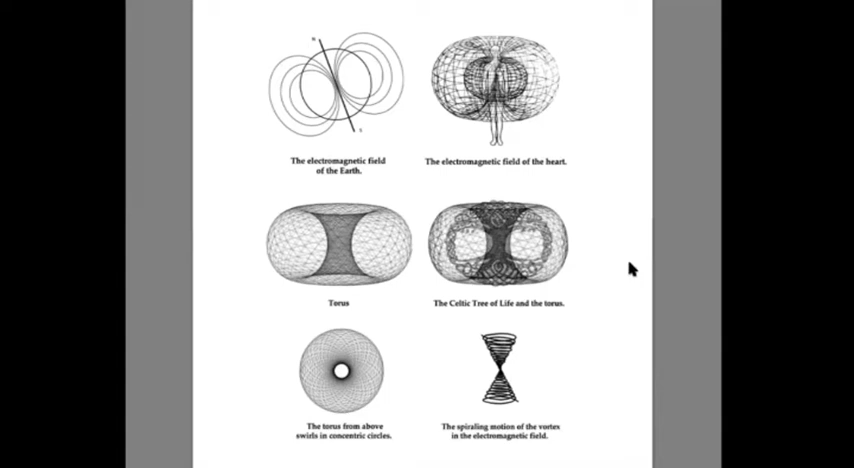 N
S
The electromagnetic field
of the Earth.
The electromagnetic field of the heart.
Torus
The Celtic Tree of Life and the torus.
The torus from above
swirls in concentric circles.
The spiraling motion of the vortex
in the electromagnetic field.